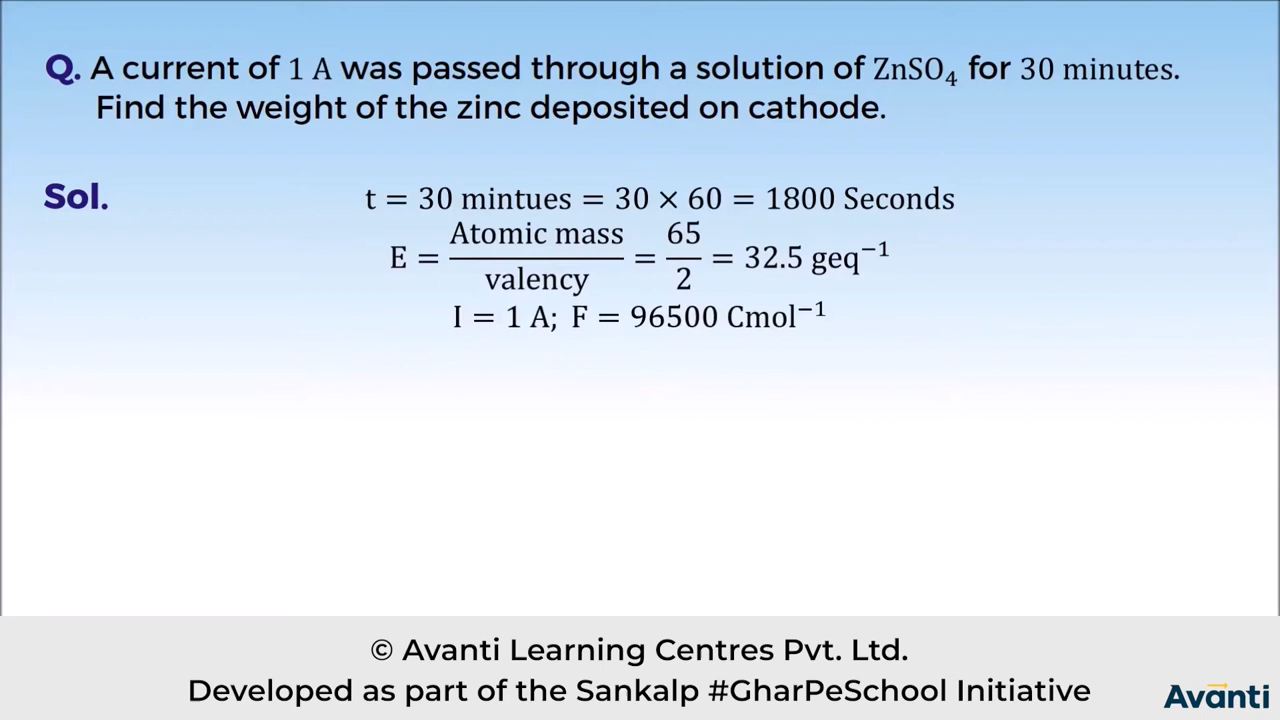 Q. A current of 1 A was passed through a solution of ZnSO₄ for 30 minutes.
Find the weight of the zinc deposited on cathode.
Sol.
t = 30 mintues = 30 × 60 = 1800 Seconds
E = Atomic mass / valency = 65 / 2 = 32.5 geq⁻¹
I = 1 A; F = 96500 Cmol⁻¹
© Avanti Learning Centres Pvt. Ltd.
Developed as part of the Sankalp #GharPeSchool Initiative
Avanti